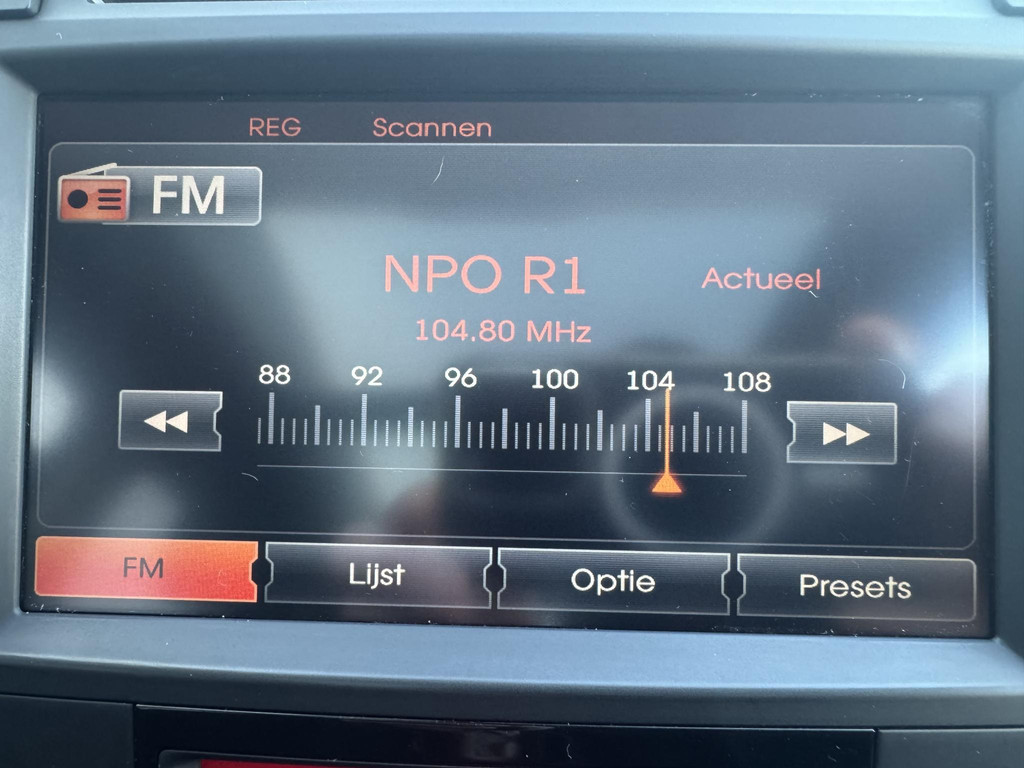 REG Scannen
FM
NPO R1 Actueel
104.80 MHz
88 92 96 100 104 108
FM Lijst Optie Presets